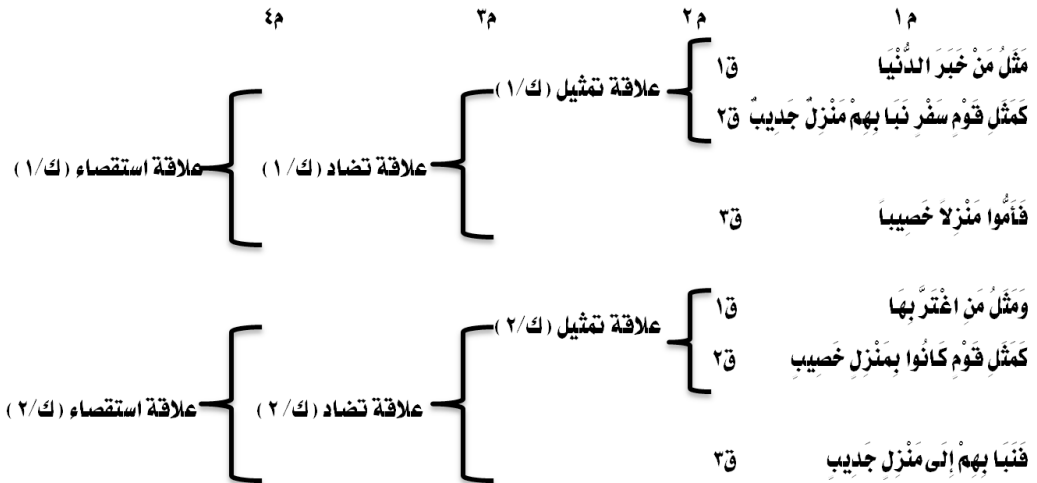 م١ م٢ م٣ م٤
مَثَلُ مَنْ خَبَرَ الدُّنْيَا ق١
علاقة تمثيل (ك/١)
كَمَثَلِ قَوْمٍ سَفْرٍ نَبَا بِهِمْ مَنْزِلٌ جَدِيبٌ ق٢
علاقة تضاد (ك/١) علاقة استقصاء (ك/١)
فَأَمُّوا مَنْزِلاً خَصِيباً ق٣
وَمَثَلُ مَنِ اغْتَرَّ بِهَا ق١
علاقة تمثيل (ك/٢)
كَمَثَلِ قَوْمٍ كَانُوا بِمَنْزِلٍ خَصِيبٍ ق٢
علاقة تضاد (ك/٢) علاقة استقصاء (ك/٢)
فَنَبَا بِهِمْ إِلَى مَنْزِلٍ جَدِيبٍ ق٣